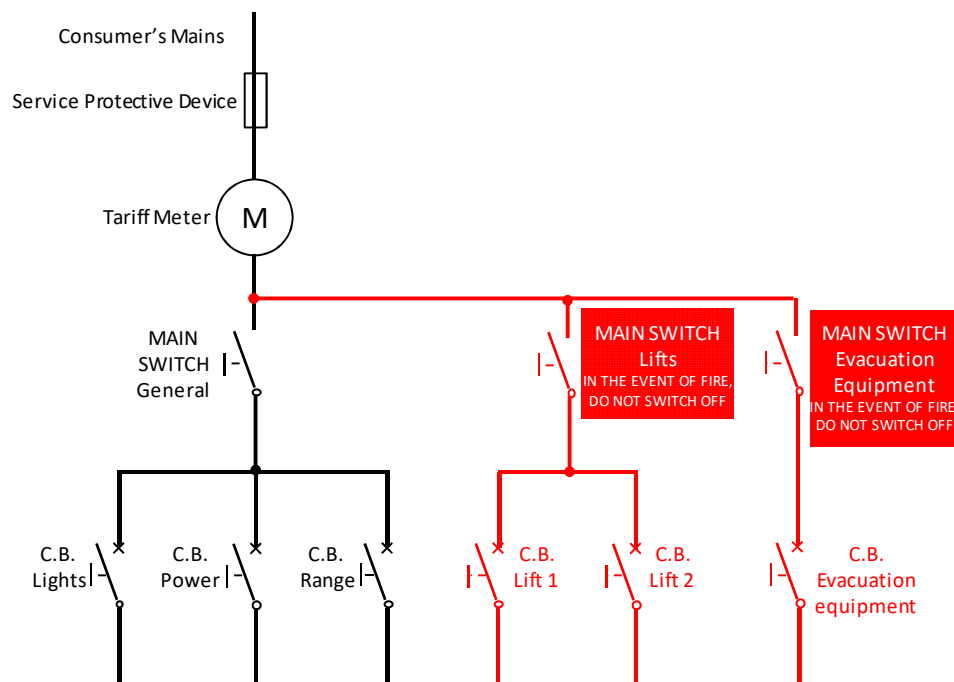 Consumer's Mains
Service Protective Device
Tariff Meter
M
MAIN
SWITCH
General
MAIN SWITCH
Lifts
IN THE EVENT OF FIRE,
DO NOT SWITCH OFF
MAIN SWITCH
Evacuation
Equipment
IN THE EVENT OF FIRE
DO NOT SWITCH OFF
C.B.
Lights
C.B.
Power
C.B.
Range
C.B.
Lift 1
C.B.
Lift 2
C.B.
Evacuation
equipment